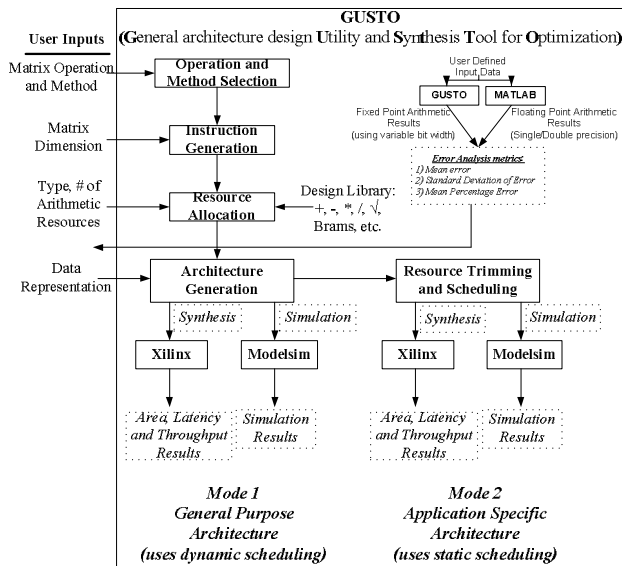 GUSTO
(General architecture design Utility and Synthesis Tool for Optimization)
User Inputs
Matrix Operation
and Method
Operation and
Method Selection
User Defined
Input Data
GUSTO
MATLAB
Fixed Point Arithmetic
Results
(using variable bit width)
Floating Point Arithmetic
Results
(Single/Double precision)
Matrix
Dimension
Instruction
Generation
Error Analysis metrics
1) Mean error
2) Standard Deviation of Error
3) Mean Percentage Error
Type, # of
Arithmetic
Resources
Resource
Allocation
Design Library:
+, -, *, /, √,
Brams, etc.
Data
Representation
Architecture
Generation
Resource Trimming
and Scheduling
Synthesis
Simulation
Synthesis
Simulation
Xilinx
Modelsim
Xilinx
Modelsim
Area, Latency
and Throughput
Results
Simulation
Results
Area, Latency
and Throughput
Results
Simulation
Results
Mode 1
General Purpose
Architecture
(uses dynamic scheduling)
Mode 2
Application Specific
Architecture
(uses static scheduling)